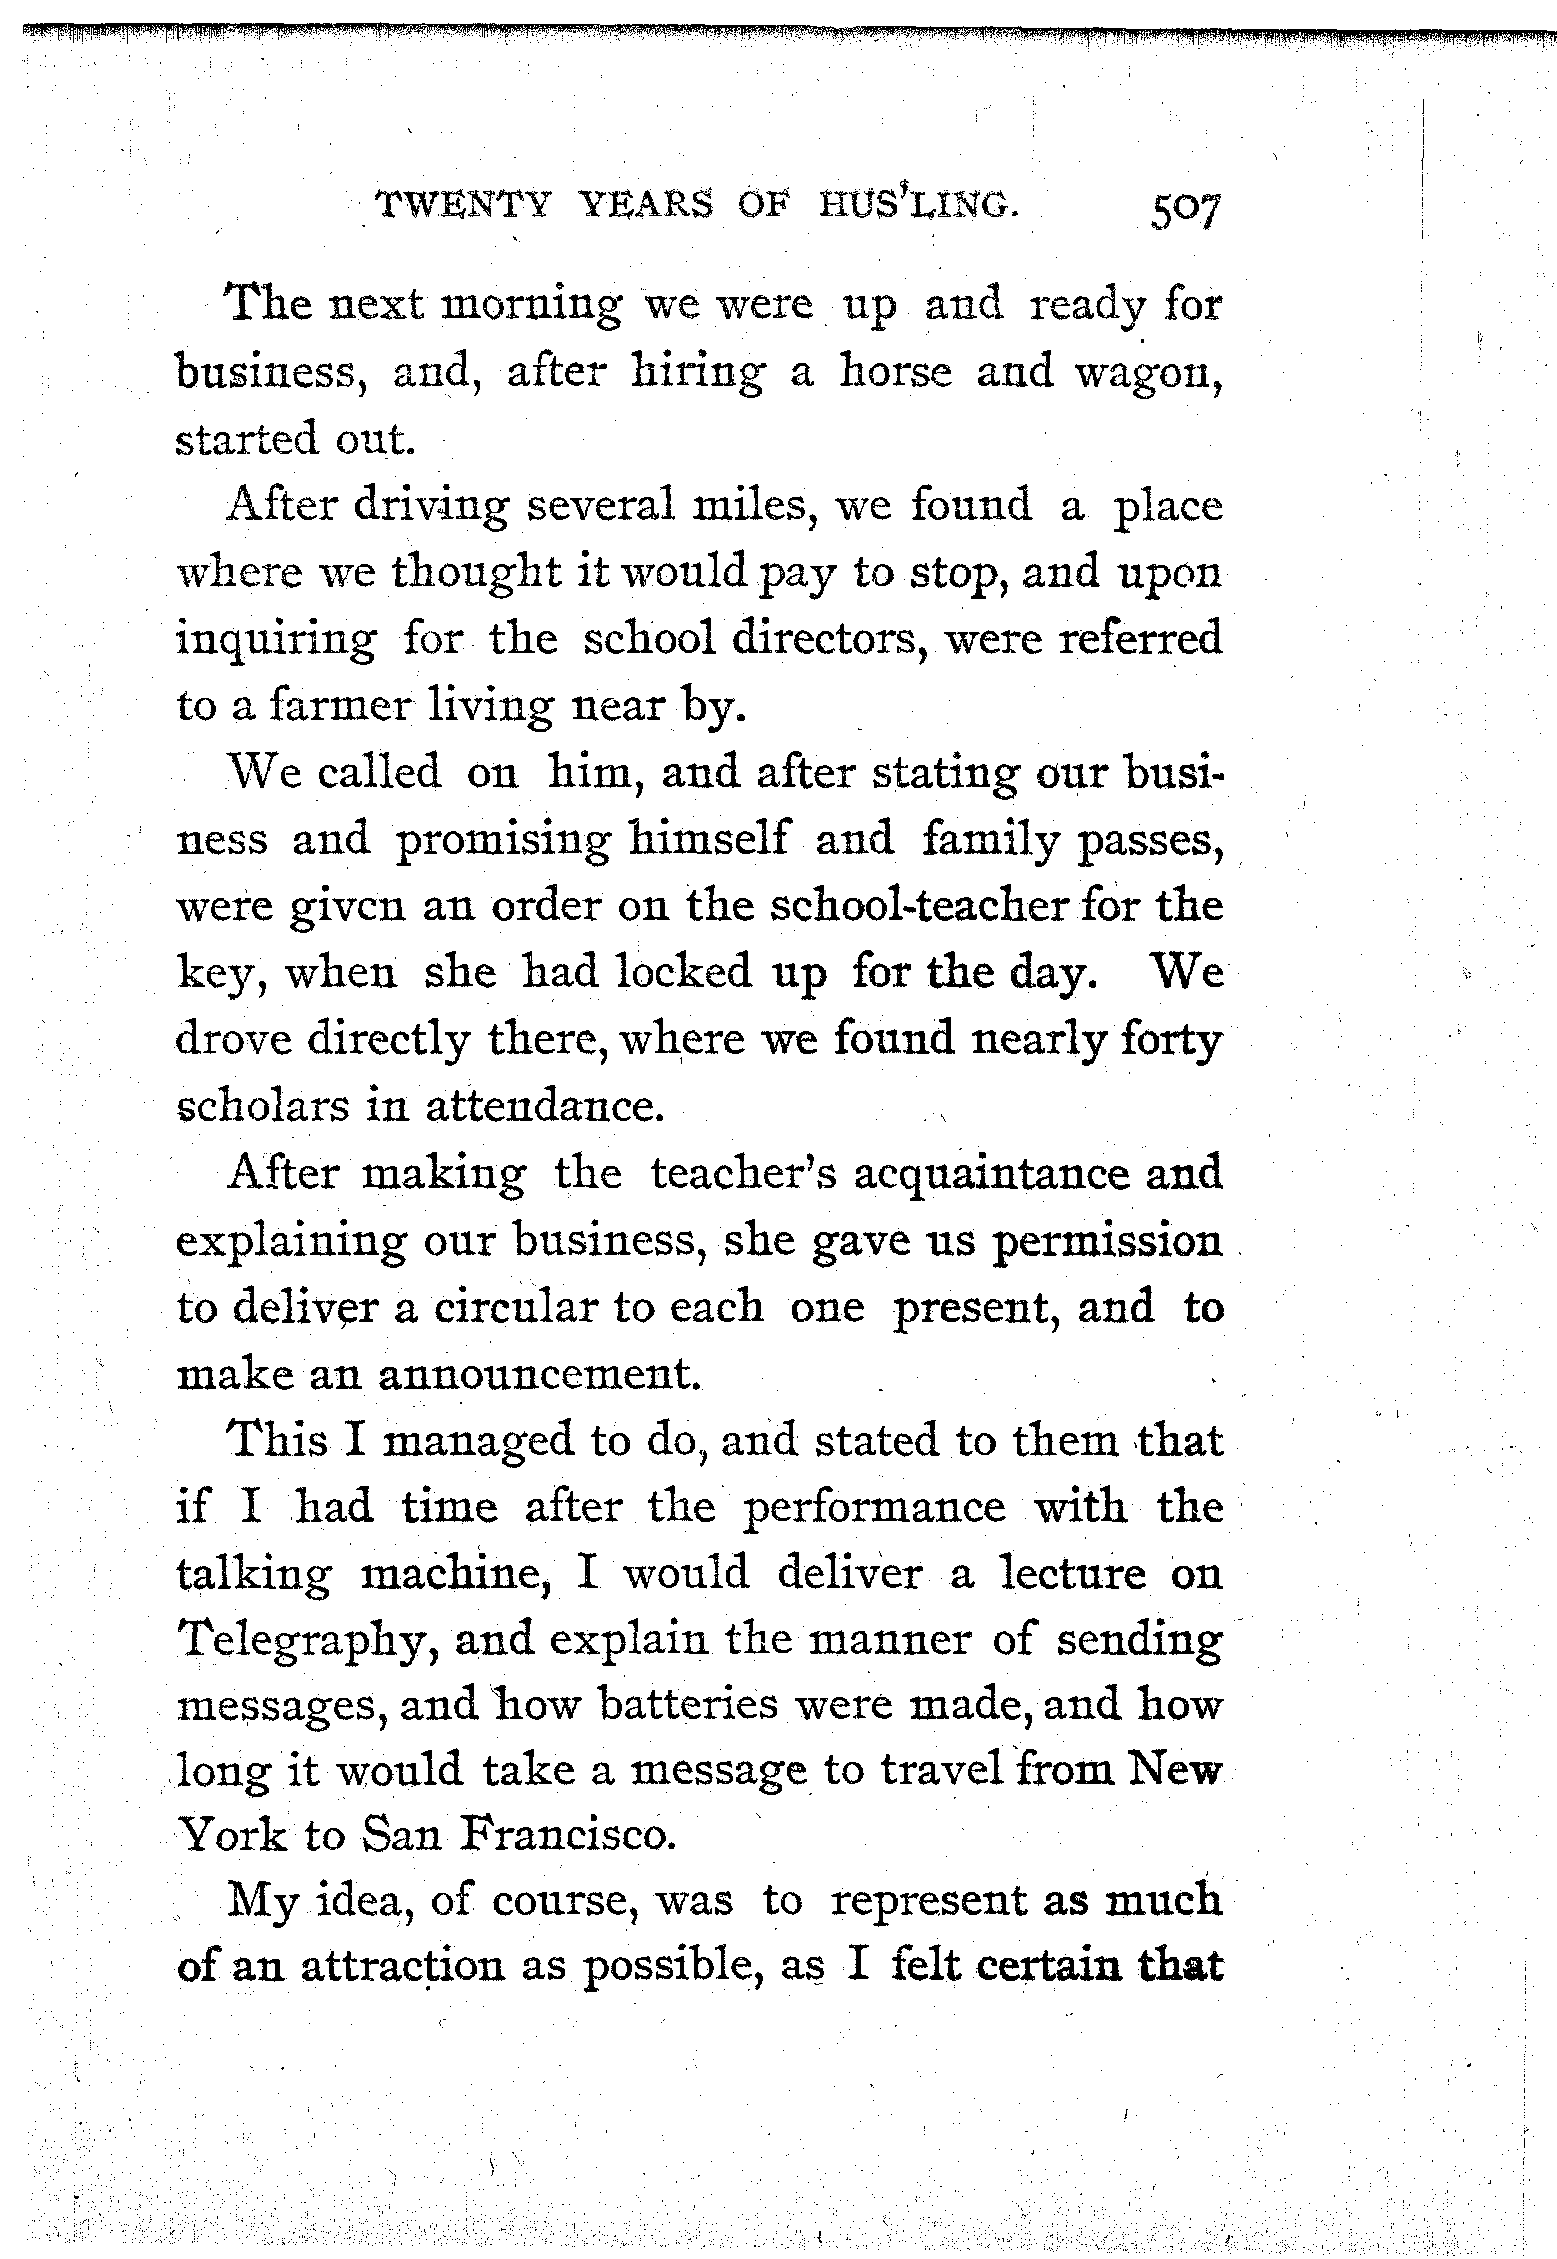 TWENTY YEARS OF HUS'LING. 507
The next morning we were up and ready for
business, and, after hiring a horse and wagon,
started out.
After driving several miles, we found a place
where we thought it would pay to stop, and upon
inquiring for the school directors, were referred
to a farmer living near by.
We called on him, and after stating our busi-
ness and promising himself and family passes,
were given an order on the school-teacher for the
key, when she had locked up for the day. We
drove directly there, where we found nearly forty
scholars in attendance.
After making the teacher's acquaintance and
explaining our business, she gave us permission
to deliver a circular to each one present, and to
make an announcement.
This I managed to do, and stated to them that
if I had time after the performance with the
talking machine, I would deliver a lecture on
Telegraphy, and explain the manner of sending
messages, and how batteries were made, and how
long it would take a message to travel from New
York to San Francisco.
My idea, of course, was to represent as much
of an attraction as possible, as I felt certain that